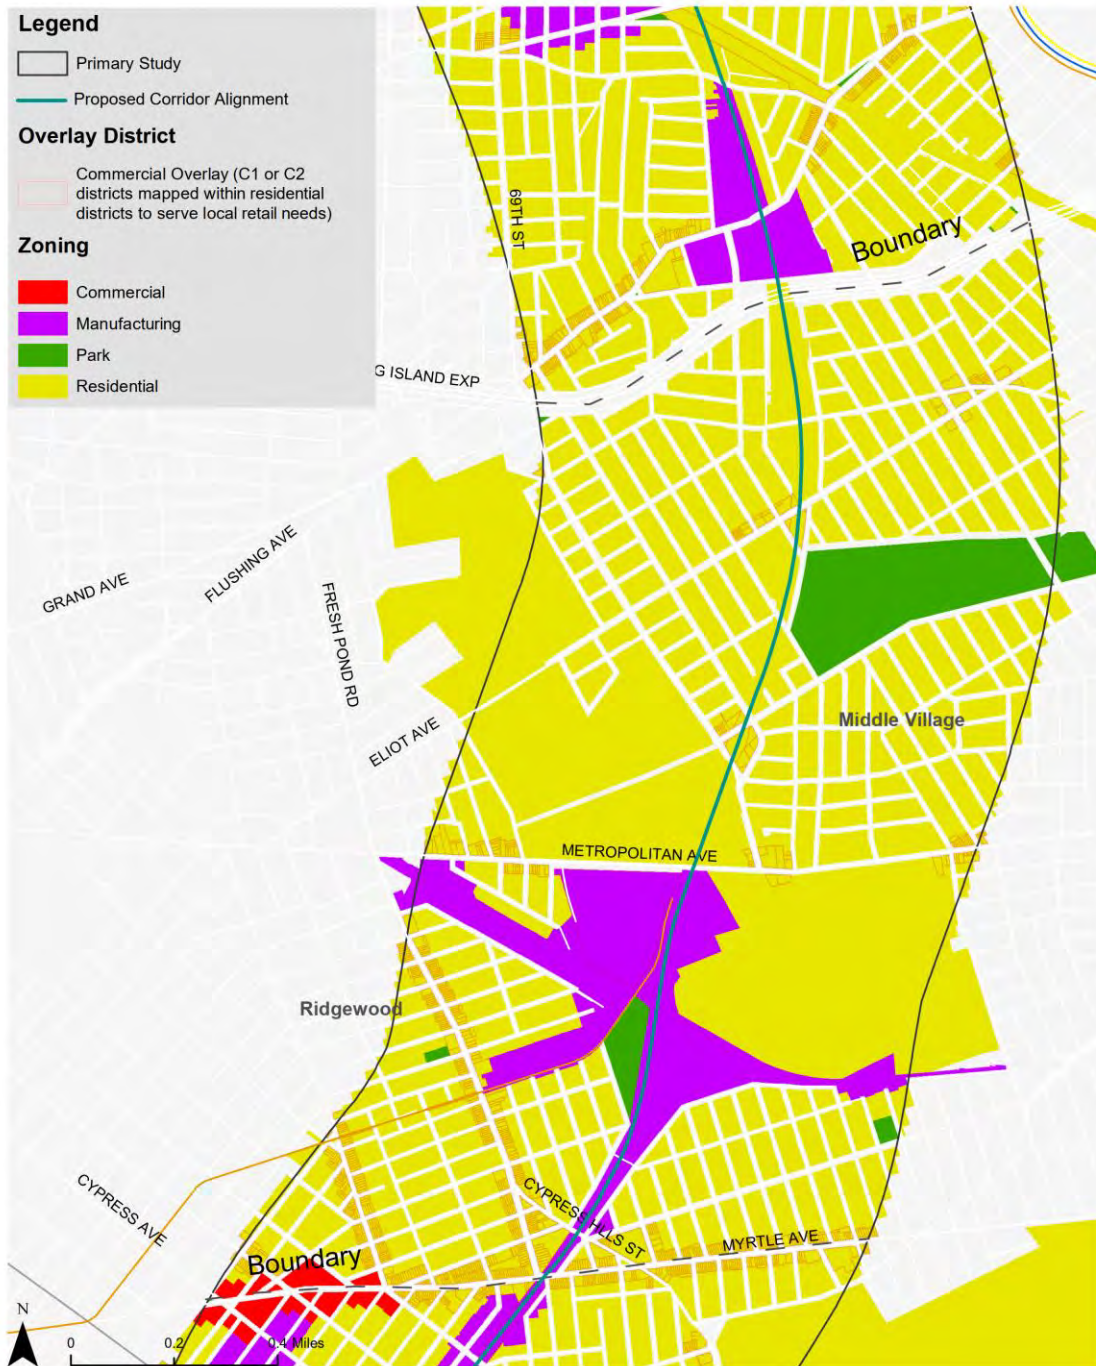 Legend
Primary Study
Proposed Corridor Alignment
Overlay District
Commercial Overlay (C1 or C2
districts mapped within residential
districts to serve local retail needs)
Zoning
Commercial
Manufacturing
Park
Residential
69TH ST
Boundary
G ISLAND EXP
GRAND AVE
FLUSHING AVE
FRESH POND RD
ELIOT AVE
Middle Village
METROPOLITAN AVE
Ridgewood
CYPRESS AVE
CYPRESS HLLS ST
MYRTLE AVE
Boundary
N
0 0.2 0.4 Miles